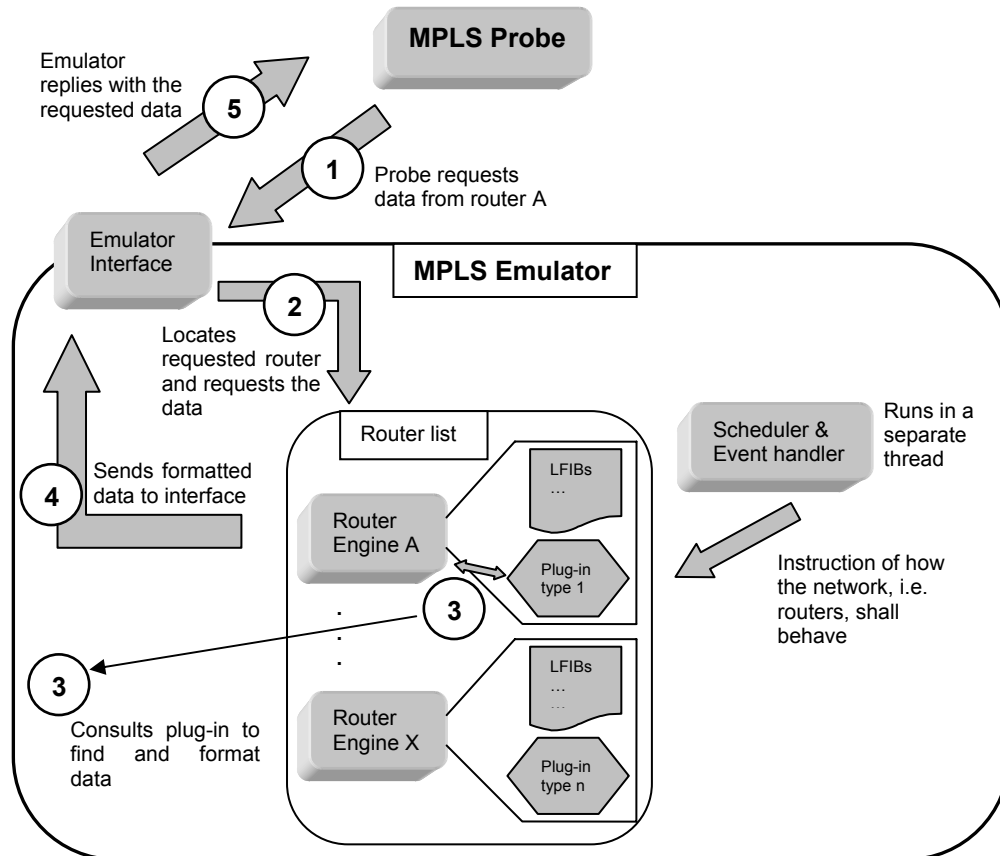 MPLS Probe
Emulator
replies with the
requested data
5
1
Probe requests
data from router A
Emulator
Interface
MPLS Emulator
2
Locates
requested router
and requests the
data
Router list
Scheduler &
Event handler
Runs in a
separate
thread
4
Sends formatted
data to interface
LFIBs
...
Router
Engine A
Plug-in
type 1
Instruction of how
the network, i.e.
routers, shall
behave
3
.
.
.
3
Consults plug-in to
find and format
data
LFIBs
...
...
Router
Engine X
Plug-in
type n